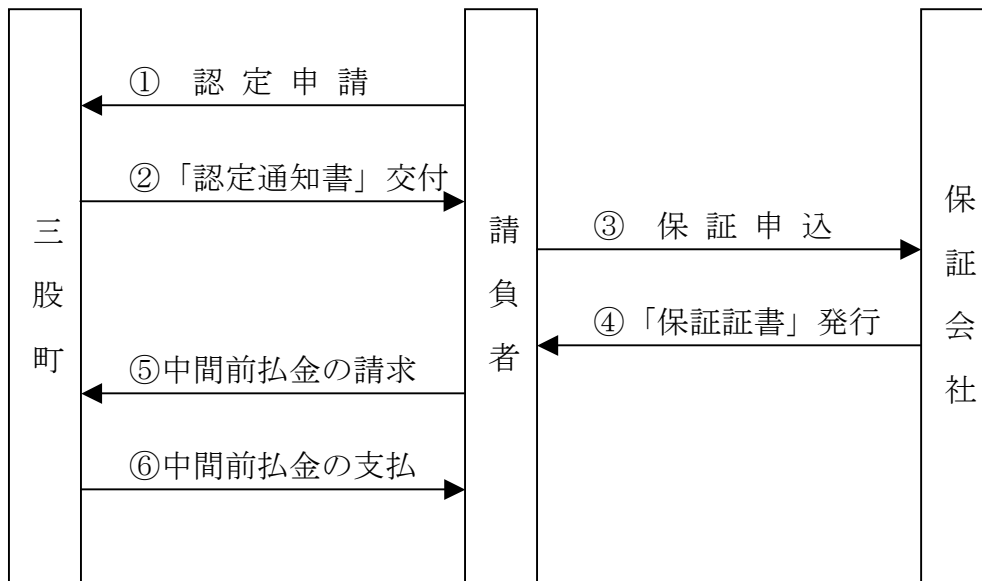 ① 認定申請
②「認定通知書」交付
三股町
請負者
保証会社
③ 保証申込
④「保証証書」発行
⑤中間前払金の請求
⑥中間前払金の支払